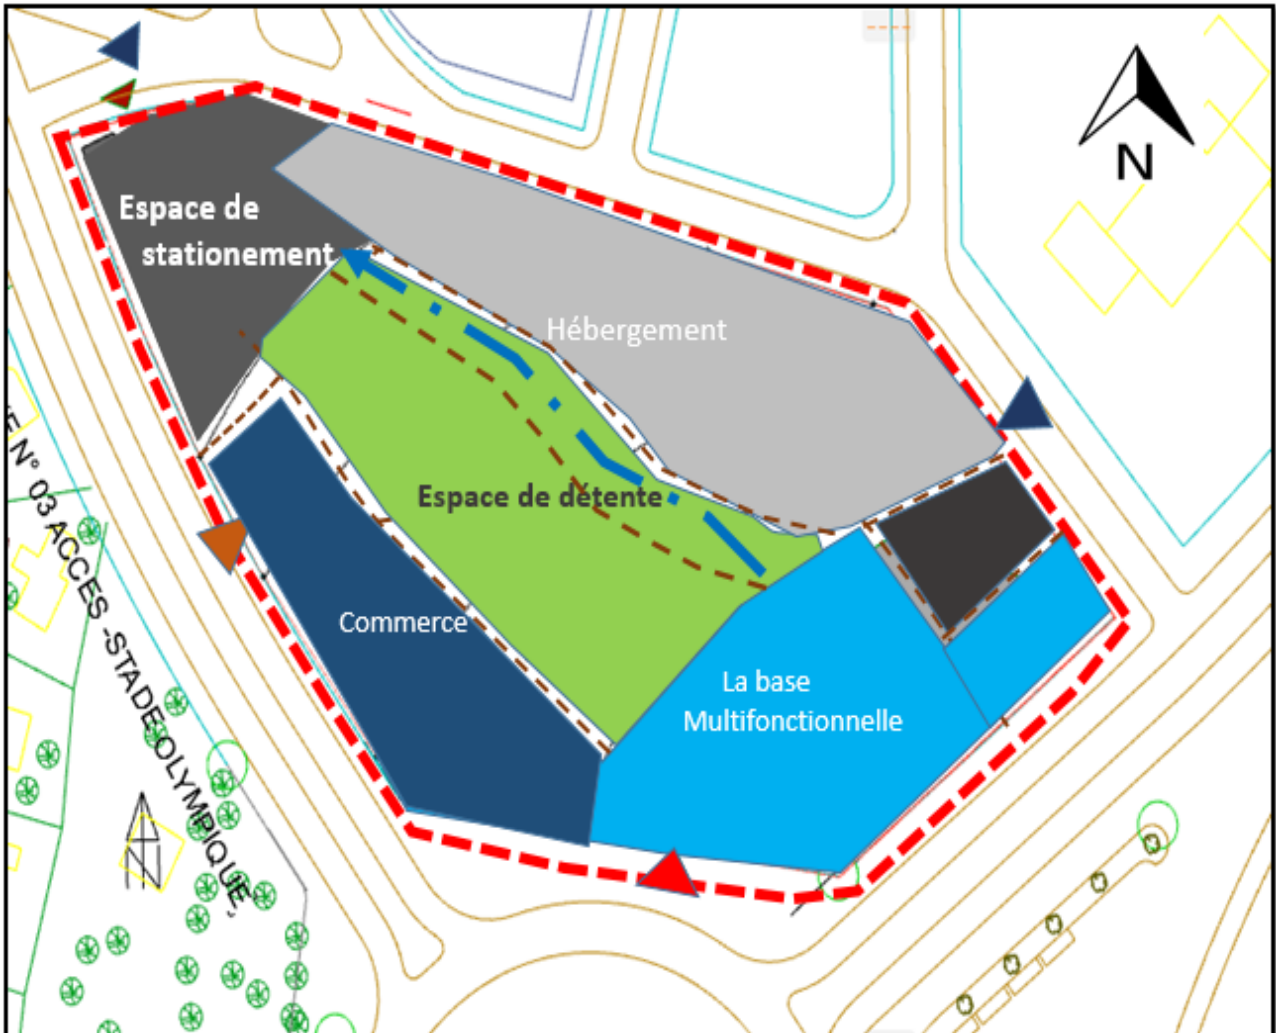 N
Espace de
stationement
Hébergement
Espace de détente
Commerce
La base
Multifonctionnelle
N° 03 ACCES -STADE OLYMPIQUE
N